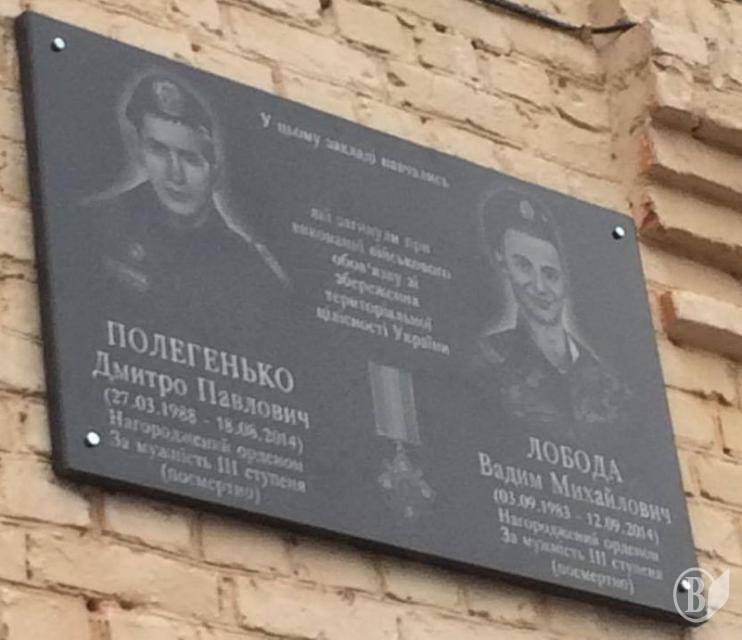 У цьому закладі навчались
які загинули при
виконанні військового
обов'язку зі
збереження
територіальної
цілісності України
ПОЛЕГЕНЬКО
Дмитро Павлович
(27.03.1988 - 18.08.2014)
Нагороджений орденом
За мужність III ступеня
(посмертно)
ЛОБОДА
Вадим Михайлович
(03.09.1983 - 12.09.2014)
Нагороджений орденом
За мужність III ступеня
(посмертно)
В